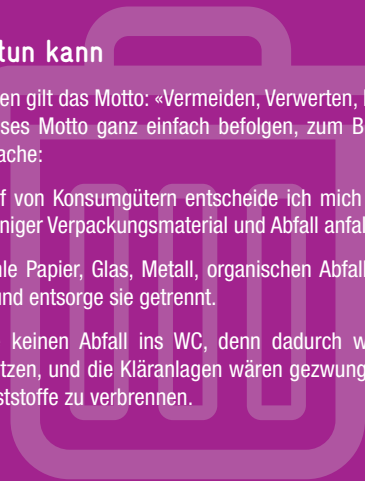 tun kann
en gilt das Motto: «Vermeiden, Verwerten,
ses Motto ganz einfach befolgen, zum B
ache:
f von Konsumgütern entscheide ich mich
niger Verpackungsmaterial und Abfall anfal
le Papier, Glas, Metall, organischen Abfall
und entsorge sie getrennt.
keinen Abfall ins WC, denn dadurch w
tzen, und die Kläranlagen wären gezwung
ststoffe zu verbrennen.